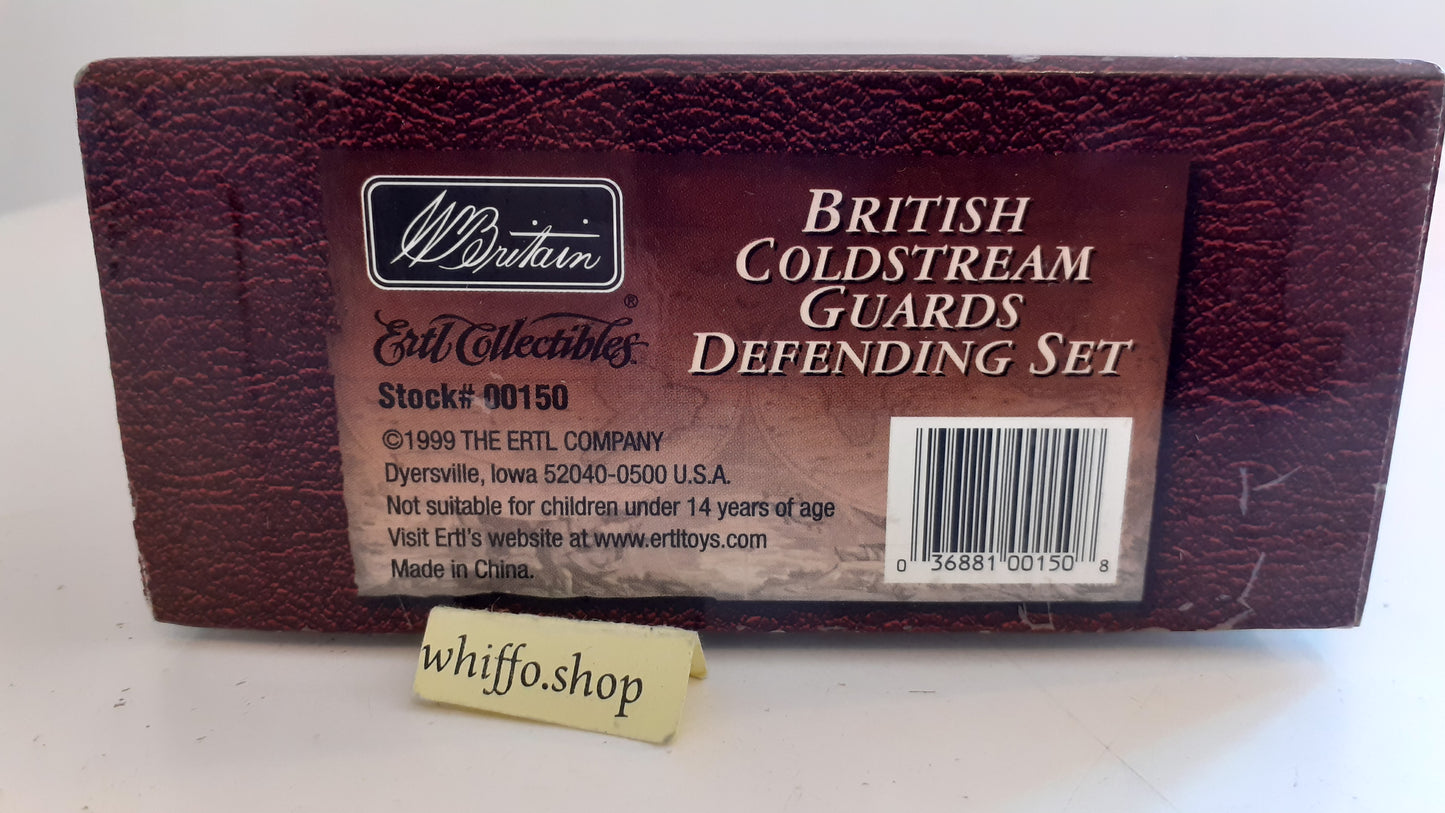 W Britain
®
Ertl Collectibles
Stock# 00150
©1999 THE ERTL COMPANY
Dyersville, Iowa 52040-0500 U.S.A.
Not suitable for children under 14 years of age
Visit Ertl's website at www.ertltoys.com
Made in China.
BRITISH
COLDSTREAM
GUARDS
DEFENDING SET
0 36881 00150 8
whiffo.shop